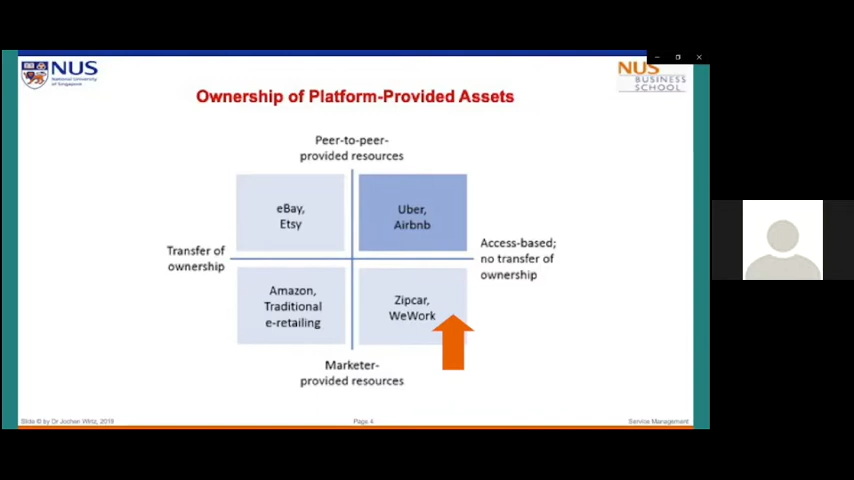 NUS
National University
of Singapore
NUS
BUSINESS
SCHOOL
Ownership of Platform-Provided Assets
Peer-to-peer-
provided resources
eBay,
Etsy
Uber,
Airbnb
Transfer of
ownership
Access-based;
no transfer of
ownership
Amazon,
Traditional
e-retailing
Zipcar,
WeWork
Marketer-
provided resources
Slide © by Dr Jochen Wirtz, 2018
Page 4
Service Management